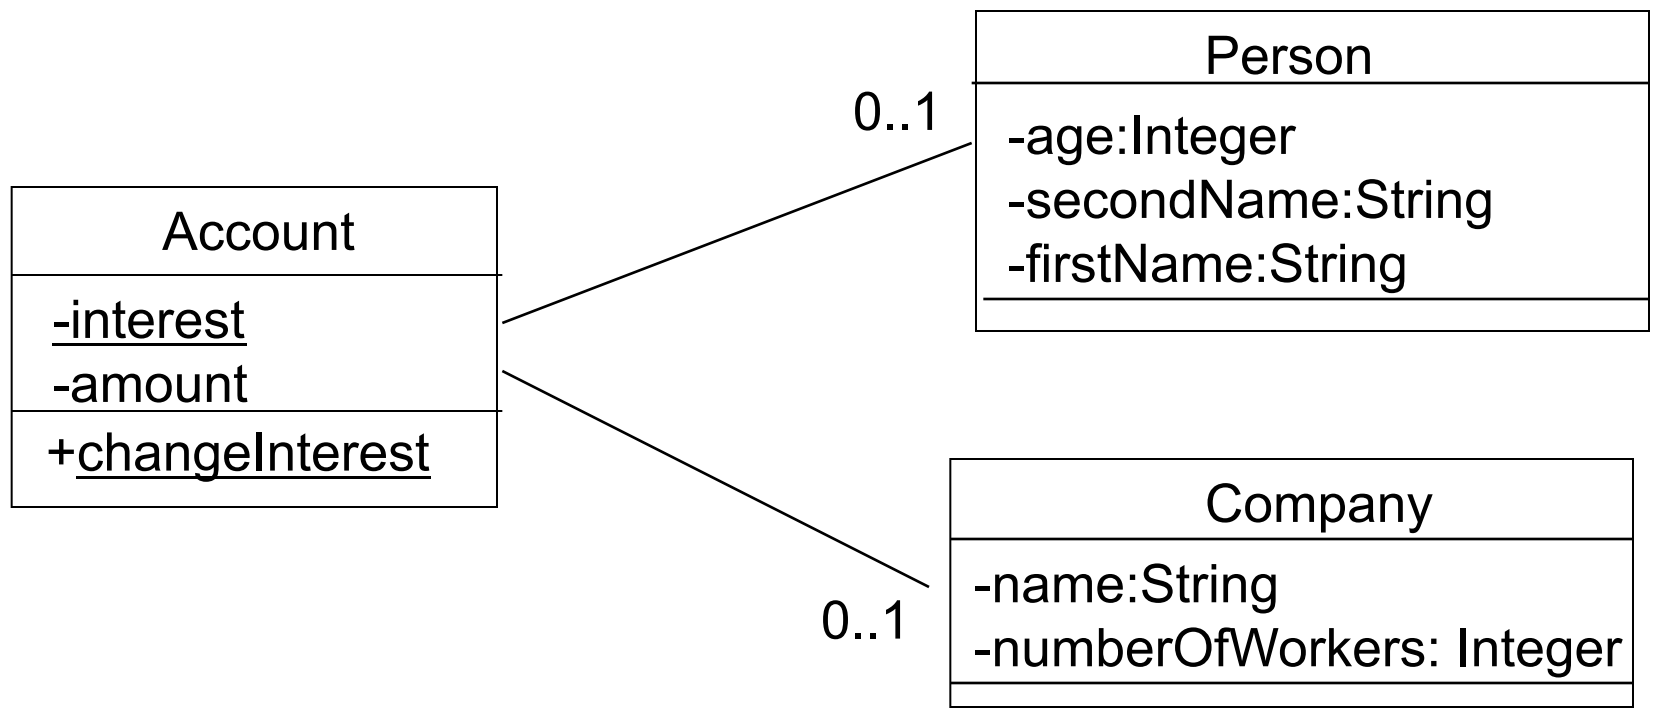 Person
0..1
-age:Integer
-secondName:String
-firstName:String
Account
-interest
-amount
+changeInterest
Company
-name:String
0..1
-numberOfWorkers: Integer